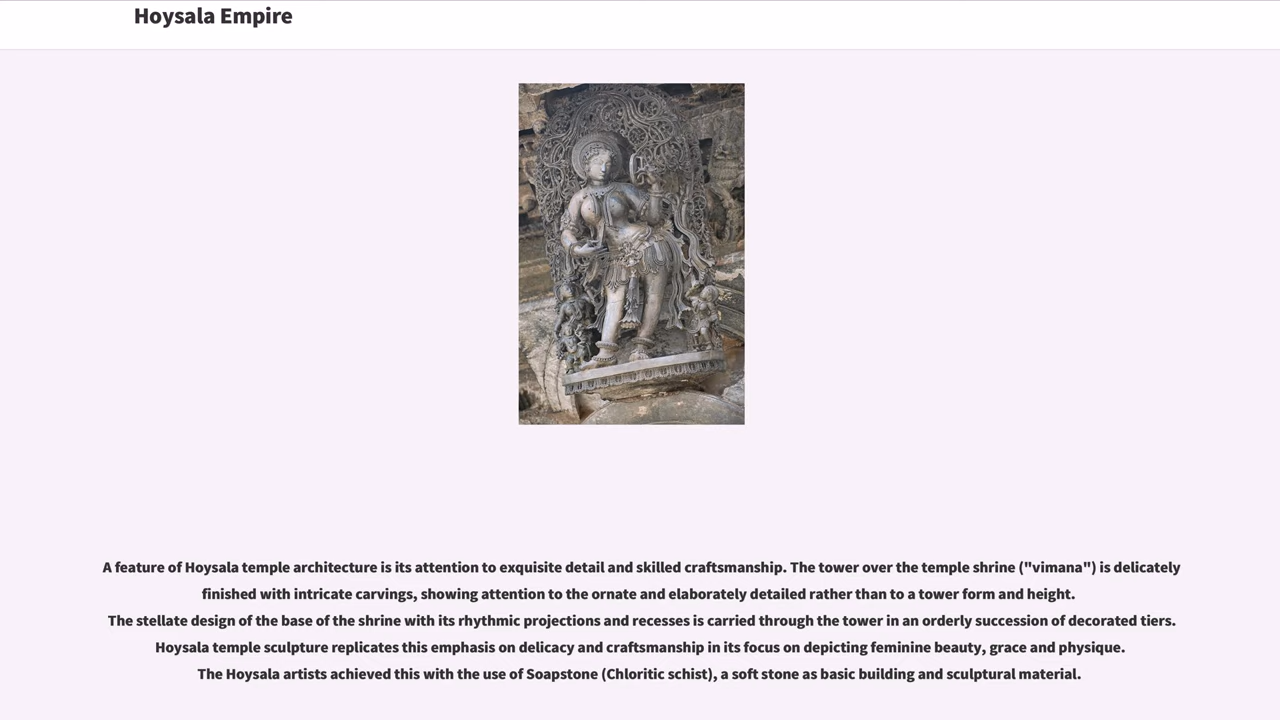 Hoysala Empire
A feature of Hoysala temple architecture is its attention to exquisite detail and skilled craftsmanship. The tower over the temple shrine ("vimana") is delicately
finished with intricate carvings, showing attention to the ornate and elaborately detailed rather than to a tower form and height.
The stellate design of the base of the shrine with its rhythmic projections and recesses is carried through the tower in an orderly succession of decorated tiers.
Hoysala temple sculpture replicates this emphasis on delicacy and craftsmanship in its focus on depicting feminine beauty, grace and physique.
The Hoysala artists achieved this with the use of Soapstone (Chloritic schist), a soft stone as basic building and sculptural material.